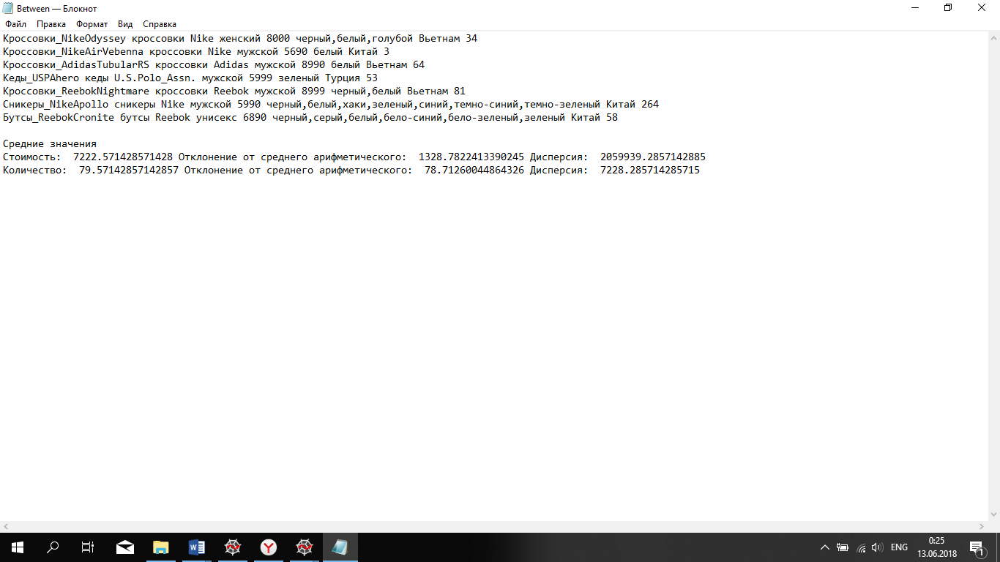 Between — Блокнот
Файл Правка Формат Вид Справка
Кроссовки_NikeOdyssey кроссовки Nike женский 8000 черный,белый,голубой Вьетнам 34
Кроссовки_NikeAirVebenna кроссовки Nike мужской 5690 белый Китай 3
Кроссовки_AdidasTubularRS кроссовки Adidas мужской 8990 белый Вьетнам 64
Кеды_USPAhero кеды U.S.Polo_Assn. мужской 5999 зеленый Турция 53
Кроссовки_ReebokNightmare кроссовки Reebok мужской 8999 черный,белый Вьетнам 81
Сникеры_NikeApollo сникеры Nike мужской 5990 черный,белый,хаки,зеленый,синий,темно-синий,темно-зеленый Китай 264
Бутсы_ReebokCronite бутсы Reebok унисекс 6890 черный,серый,белый,бело-синий,бело-зеленый,зеленый Китай 58
Средние значения
Стоимость: 7222.571428571428 Отклонение от среднего арифметического: 1328.7822413390245 Дисперсия: 2059939.2857142885
Количество: 79.57142857142857 Отклонение от среднего арифметического: 78.71260044864326 Дисперсия: 7228.285714285715
ENG
0:25
13.06.2018
1